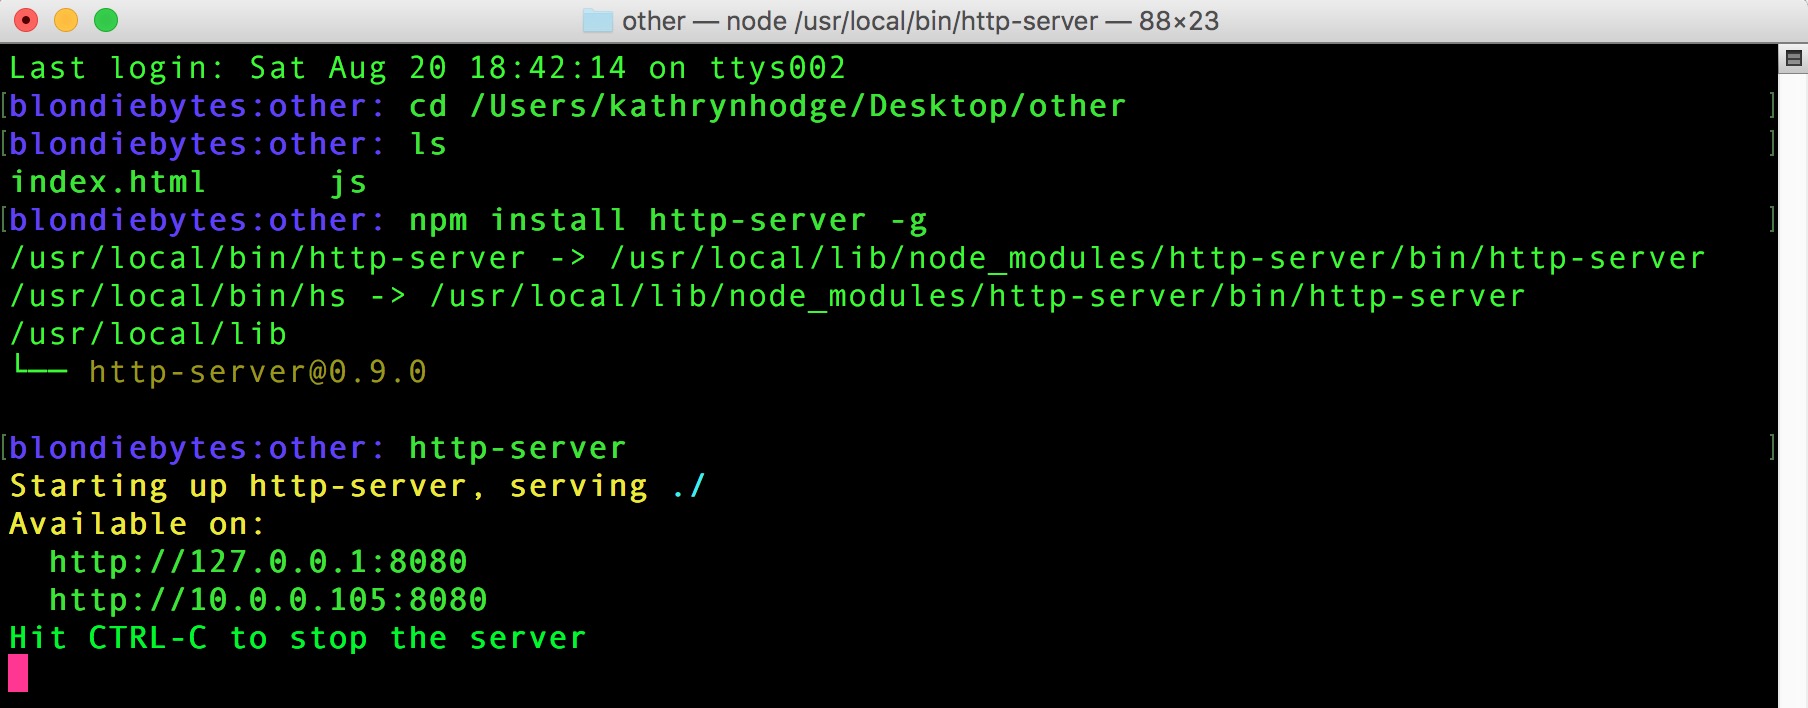 other — node /usr/local/bin/http-server — 88×23
Last login: Sat Aug 20 18:42:14 on ttys002
[blondiebytes:other: cd /Users/kathrynhodge/Desktop/other ]
[blondiebytes:other: ls ]
index.html      js
[blondiebytes:other: npm install http-server -g ]
/usr/local/bin/http-server -> /usr/local/lib/node_modules/http-server/bin/http-server
/usr/local/bin/hs -> /usr/local/lib/node_modules/http-server/bin/http-server
/usr/local/lib
└── http-server@0.9.0
[blondiebytes:other: http-server ]
Starting up http-server, serving ./
Available on:
  http://127.0.0.1:8080
  http://10.0.0.105:8080
Hit CTRL-C to stop the server